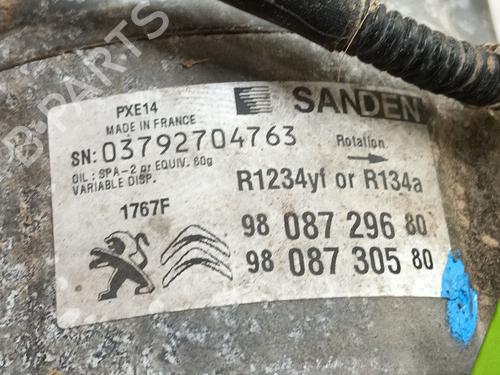 PXE14
SANDEN
MADE IN FRANCE
SN: 03792704763
Rotation
OIL : SPA-2 or EQUIV. 60g
VARIABLE DISP.
R1234yf or R134a
1767F
98 087 296 80
98 087 305 80
B-PARTS